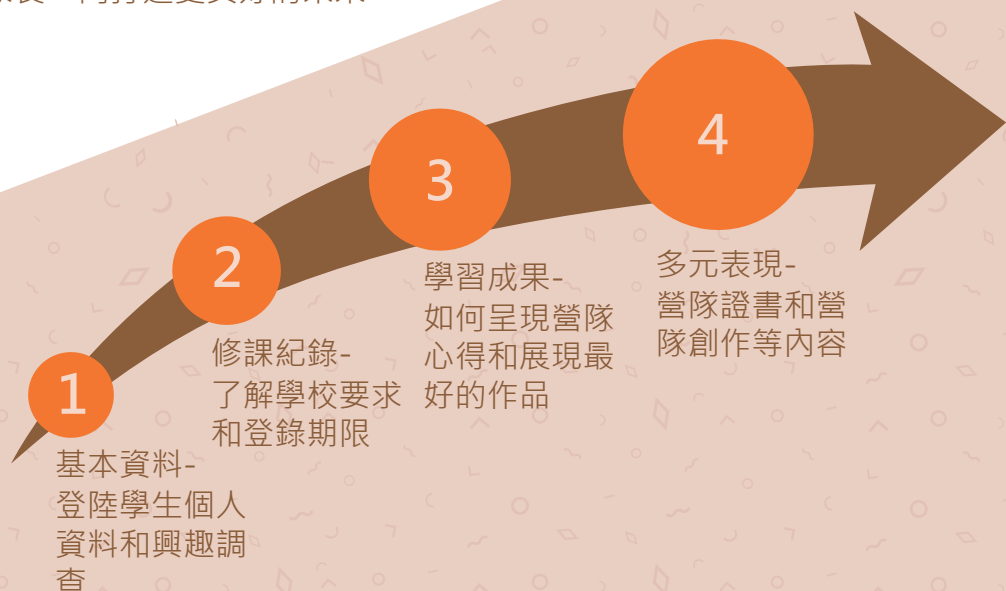 1
基本資料-
登陸學生個人
資料和興趣調
查
2
修課紀錄-
了解學校要求
和登錄期限
3
學習成果-
如何呈現營隊
心得和展現最
好的作品
4
多元表現-
營隊證書和營
隊創作等內容